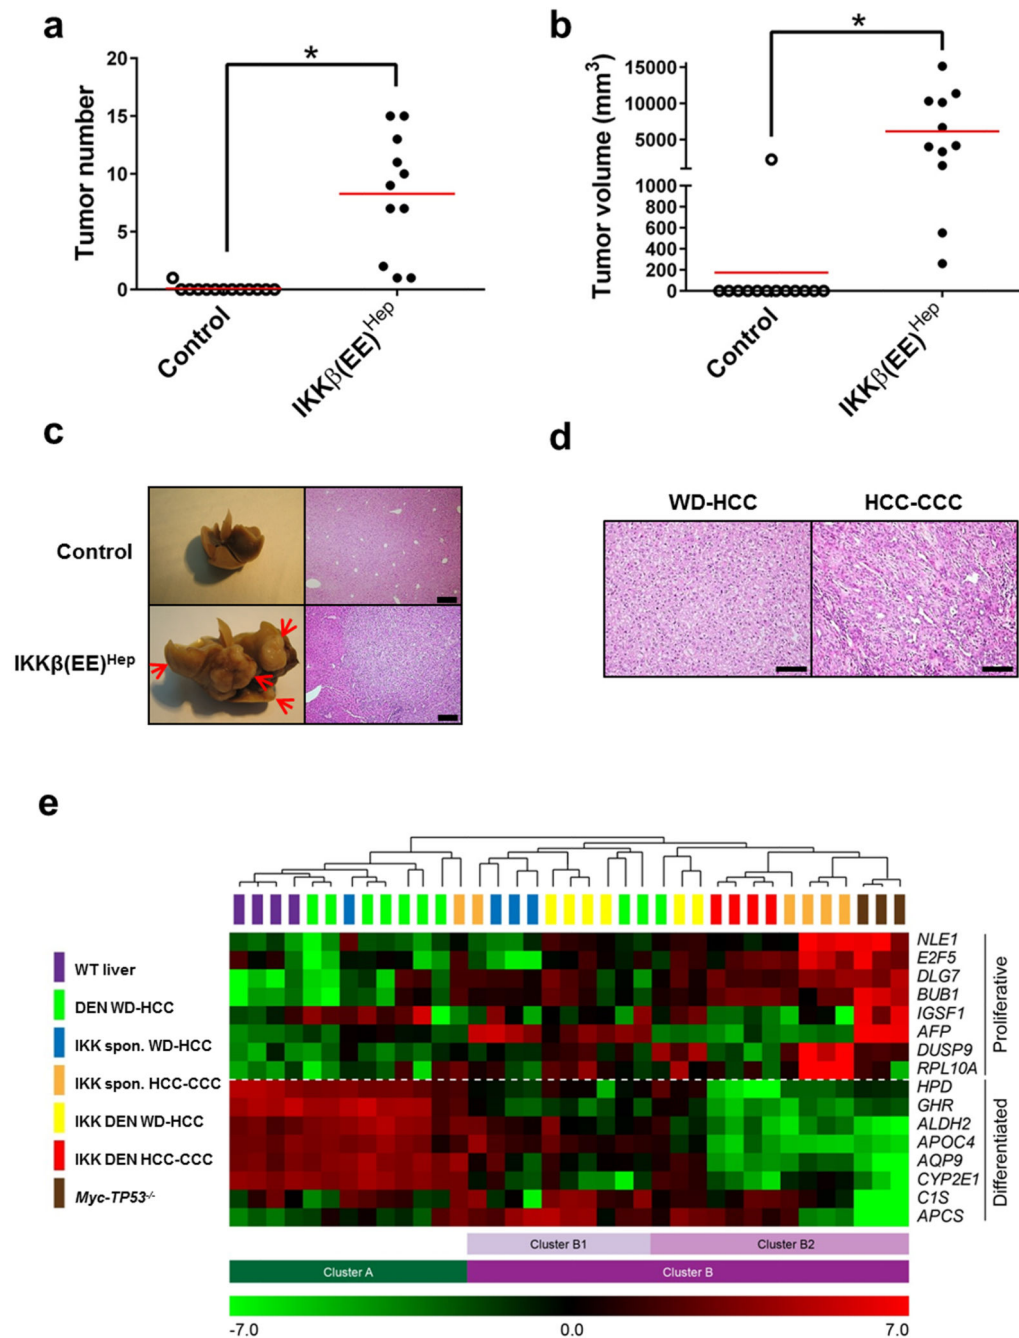 a
Tumor number
20
15
10
5
0
*
Control
IKKβ(EE)Hep
b
Tumor volume (mm3)
15000
10000
5000
1000
800
600
400
200
0
*
Control
IKKβ(EE)Hep
c
Control
IKKβ(EE)Hep
d
WD-HCC HCC-CCC
e
WT liver
DEN WD-HCC
IKK spon. WD-HCC
IKK spon. HCC-CCC
IKK DEN WD-HCC
IKK DEN HCC-CCC
Myc-TP53-/-
NLE1
E2F5
DLG7
BUB1
IGSF1
AFP
DUSP9
RPL10A
HPD
GHR
ALDH2
APOC4
AQP9
CYP2E1
C1S
APCS
Proliferative
Differentiated
Cluster B1 Cluster B2
Cluster A Cluster B
-7.0 0.0 7.0